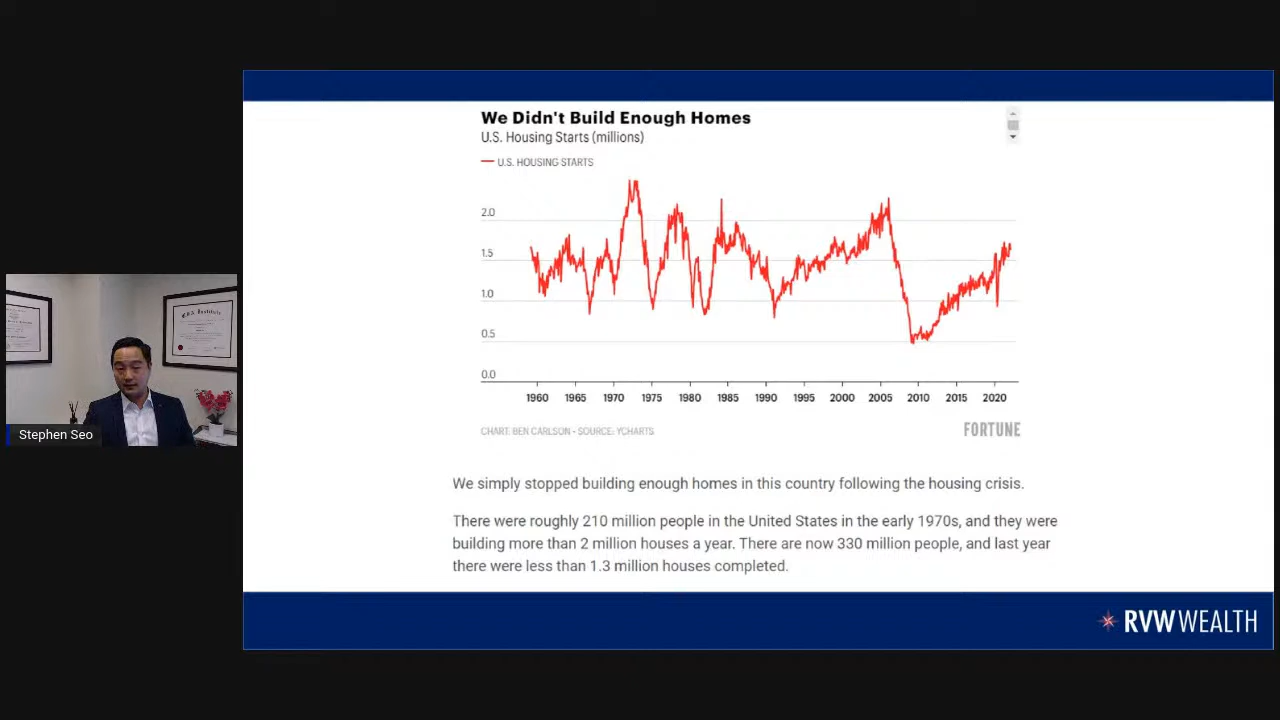 We Didn't Build Enough Homes
U.S. Housing Starts (millions)
U.S. HOUSING STARTS
2.0
1.5
1.0
0.5
0.0
1960 1965 1970 1975 1980 1985 1990 1995 2000 2005 2010 2015 2020
CHART: BEN CARLSON • SOURCE: YCHARTS
FORTUNE
Stephen Seo
We simply stopped building enough homes in this country following the housing crisis.
There were roughly 210 million people in the United States in the early 1970s, and they were
building more than 2 million houses a year. There are now 330 million people, and last year
there were less than 1.3 million houses completed.
RVW WEALTH